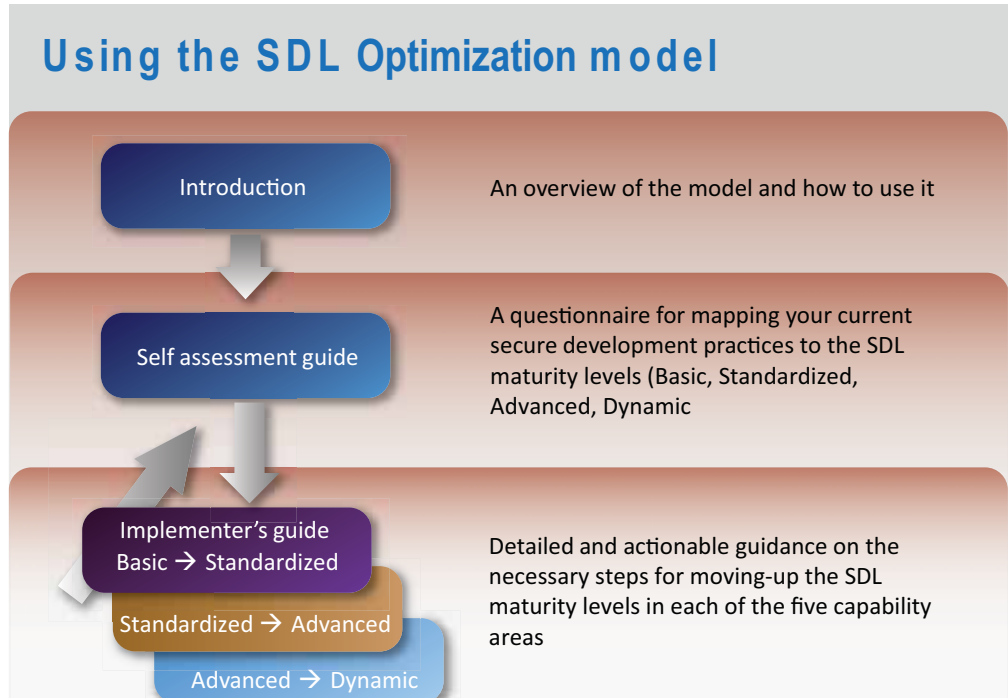 Using the SDL Optimization model
Introduction
An overview of the model and how to use it
Self assessment guide
A questionnaire for mapping your current
secure development practices to the SDL
maturity levels (Basic, Standardized,
Advanced, Dynamic
Implementer’s guide
Basic → Standardized
Standardized → Advanced
Advanced → Dynamic
Detailed and actionable guidance on the
necessary steps for moving-up the SDL
maturity levels in each of the five capability
areas